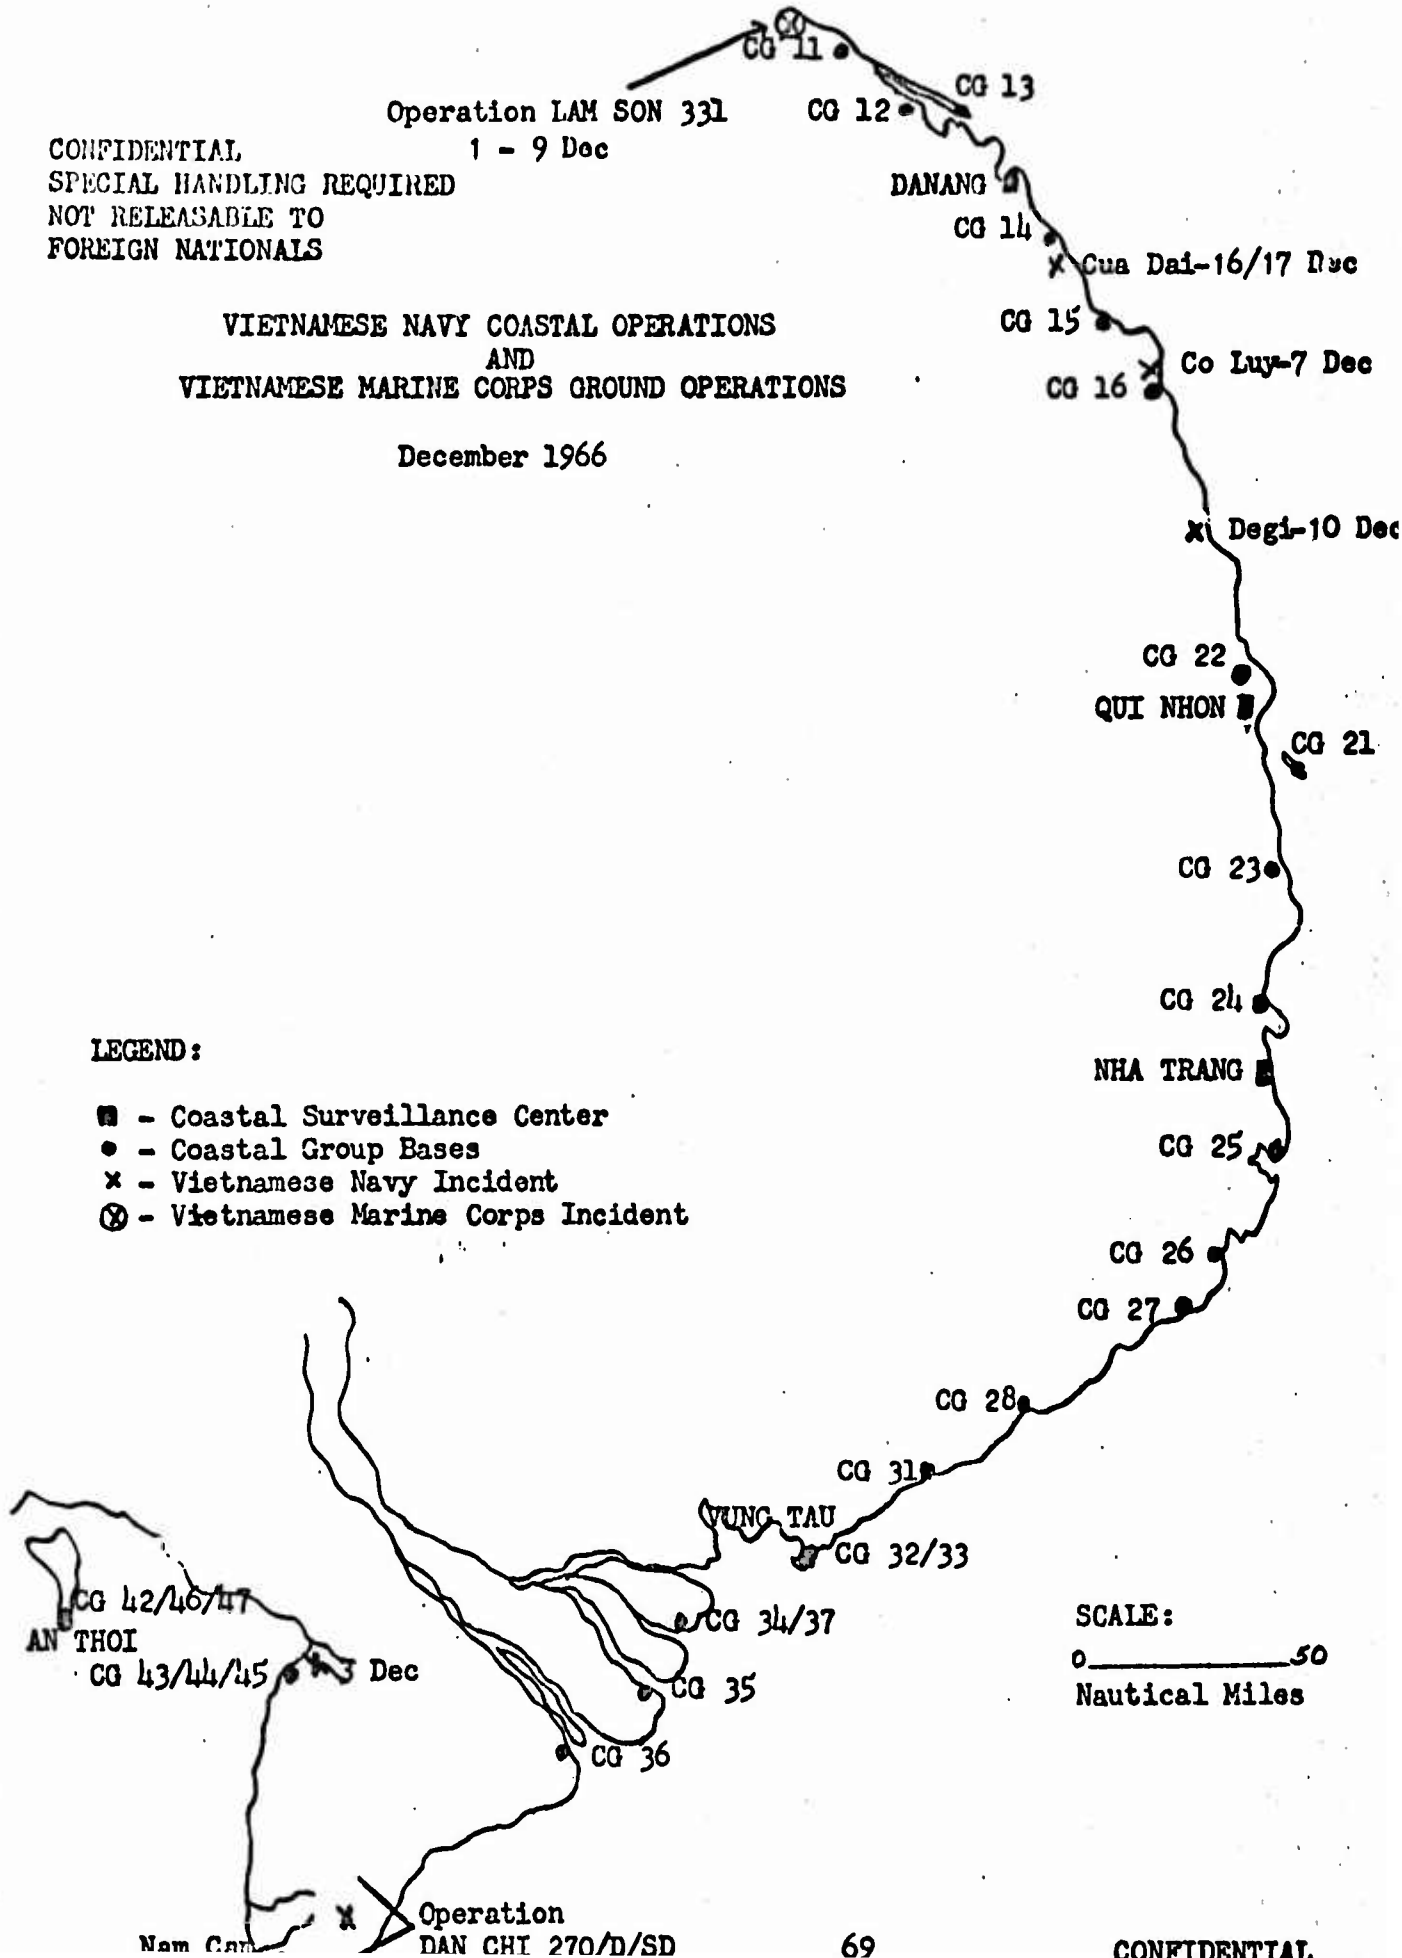 CG 11
CG 13
Operation LAM SON 331
CG 12
1 - 9 Dec
CONFIDENTIAL
SPECIAL HANDLING REQUIRED
NOT RELEASABLE TO
FOREIGN NATIONALS
DANANG
CG 14
Cua Dai-16/17 Dec
VIETNAMESE NAVY COASTAL OPERATIONS
AND
VIETNAMESE MARINE CORPS GROUND OPERATIONS
December 1966
CG 15
Co Luy-7 Dec
CG 16
Degi-10 Dec
CG 22
QUI NHON
CG 21
CG 23
CG 24
NHA TRANG
CG 25
CG 26
CG 27
CG 28
CG 31
LEGEND:
■ - Coastal Surveillance Center
● - Coastal Group Bases
x - Vietnamese Navy Incident
⊗ - Vietnamese Marine Corps Incident
VUNG TAU
CG 32/33
CG 34/37
CG 35
CG 36
CG 42/46/47
AN THOI
CG 43/44/45
3 Dec
SCALE:
0 50
Nautical Miles
Operation
DAN CHI 270/D/SD
Nam Can
69
CONFIDENTIAL